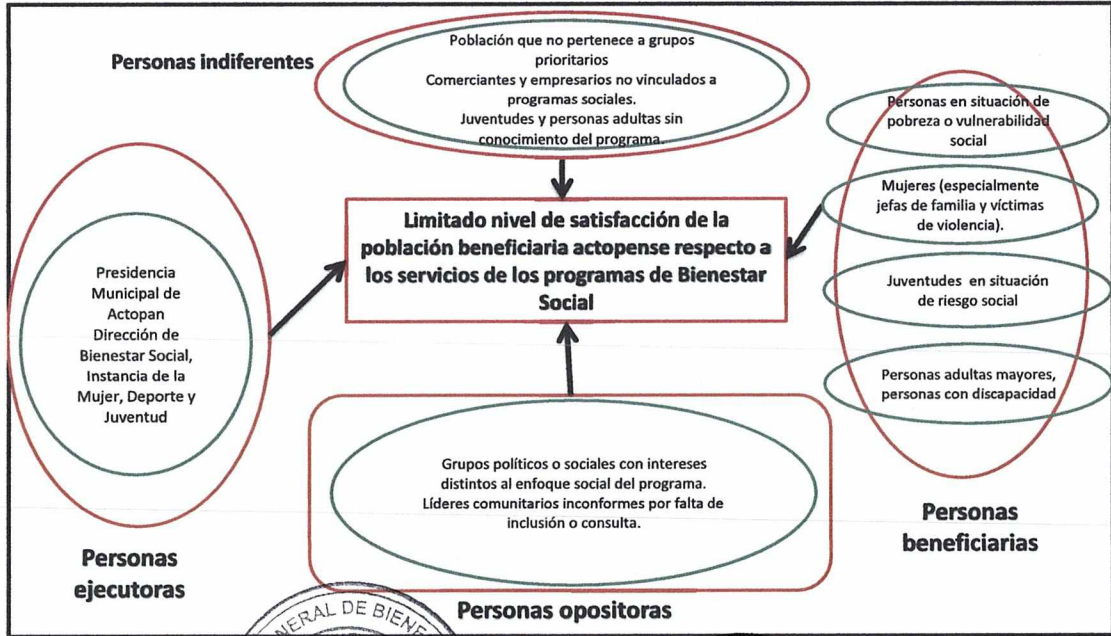 Personas indiferentes
Población que no pertenece a grupos
prioritarios
Comerciantes y empresarios no vinculados a
programas sociales.
Juventudes y personas adultas sin
conocimiento del programa.
Personas en situación de
pobreza o vulnerabilidad
social
Mujeres (especialmente
jefas de familia y víctimas
de violencia).
Juventudes en situación
de riesgo social
Personas adultas mayores,
personas con discapacidad
Personas
beneficiarias
Limitado nivel de satisfacción de la
población beneficiaria actopense respecto a
los servicios de los programas de Bienestar
Social
Presidencia
Municipal de
Actopan
Dirección de
Bienestar Social,
Instancia de la
Mujer, Deporte y
Juventud
Personas
ejecutoras
Grupos políticos o sociales con intereses
distintos al enfoque social del programa.
Líderes comunitarios inconformes por falta de
inclusión o consulta.
Personas opositoras
DE